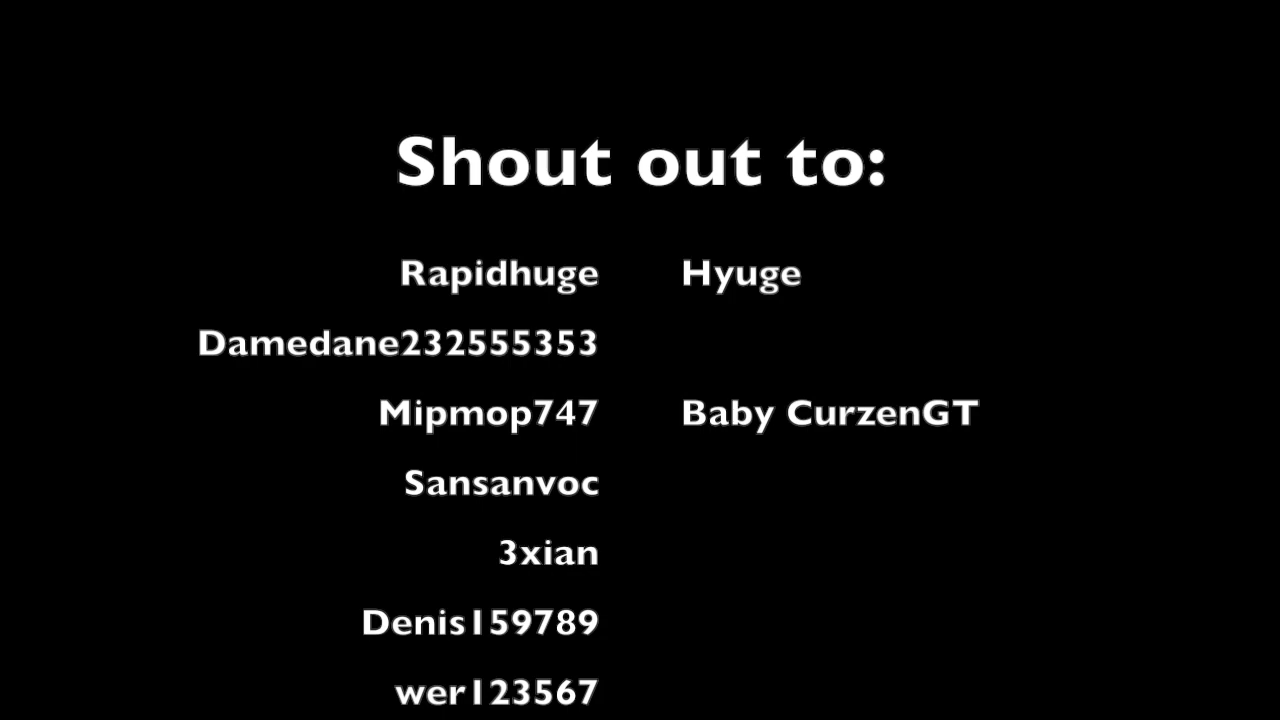 Shout out to:
Rapidhuge Hyuge
Damedane232555353
Mipmop747 Baby CurzenGT
Sansanvoc
3xian
Denis159789
wer123567